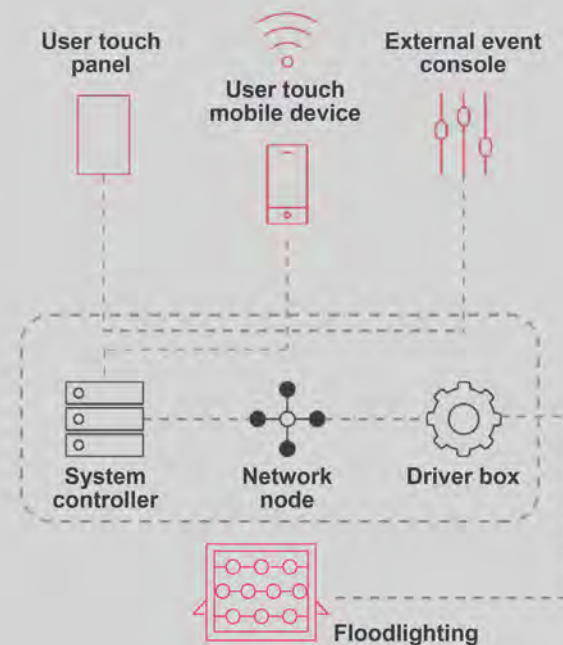 User touch
panel
User touch
mobile device
External event
console
System
controller
Network
node
Driver box
Floodlighting